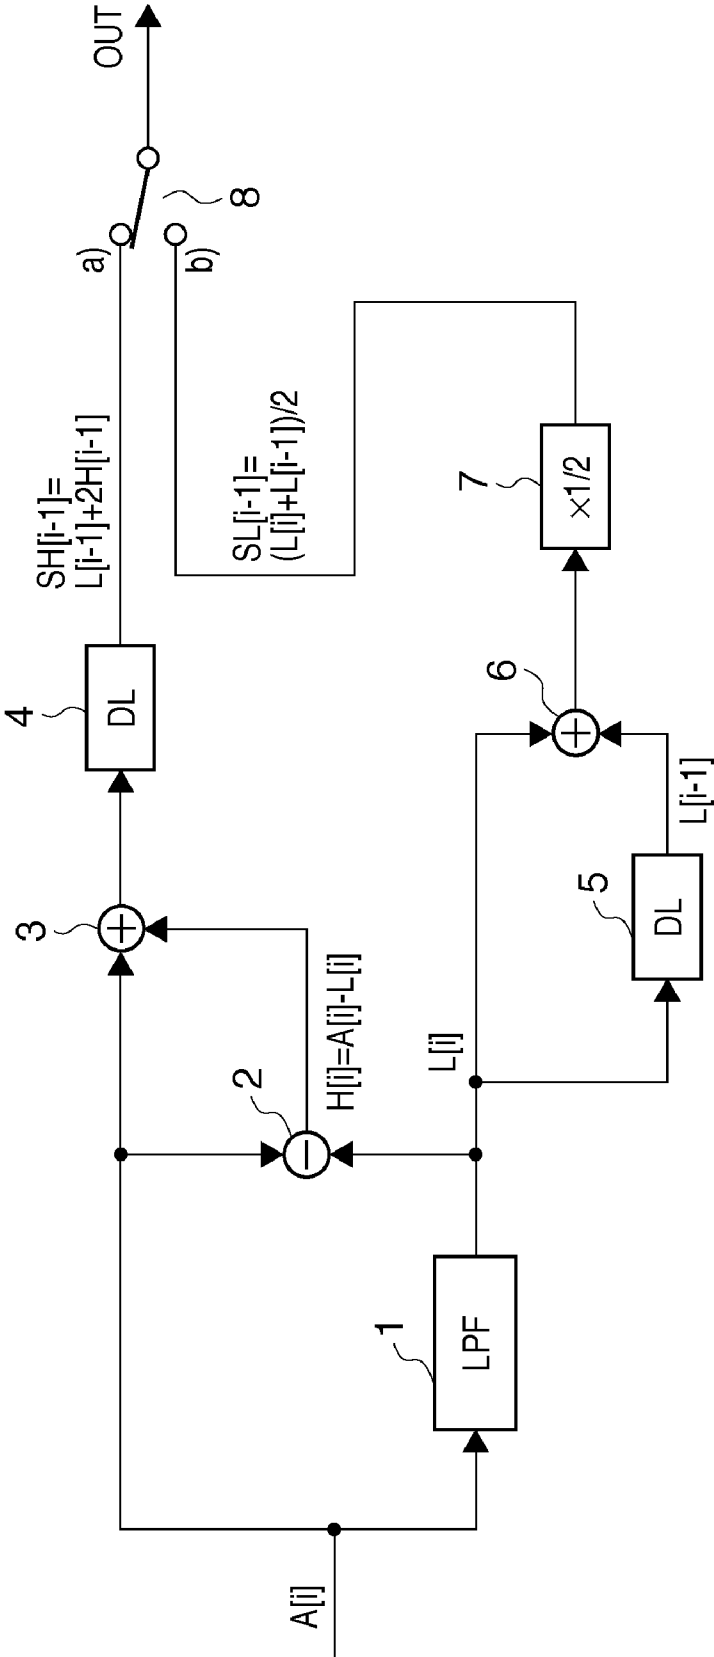 A[i]
1
LPF
2
H[i]=A[i]-L[i]
L[i]
3
4
DL
5
DL
L[i-1]
6
7
×1/2
SH[i-1]=
L[i-1]+2H[i-1]
SL[i-1]=
(L[i]+L[i-1])/2
a)
b)
8
OUT